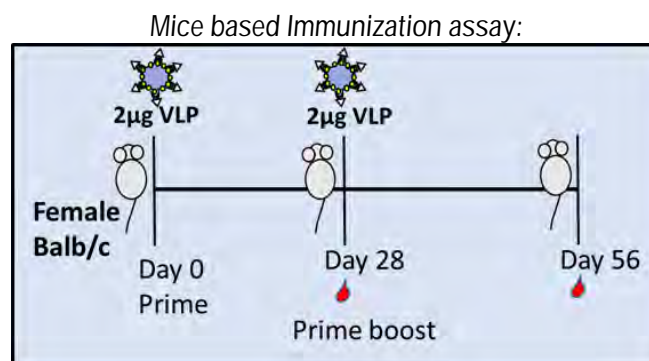 Mice based Immunization assay:
2µg VLP
2µg VLP
Female
Balb/c
Day 0
Prime
Day 28
Prime boost
Day 56